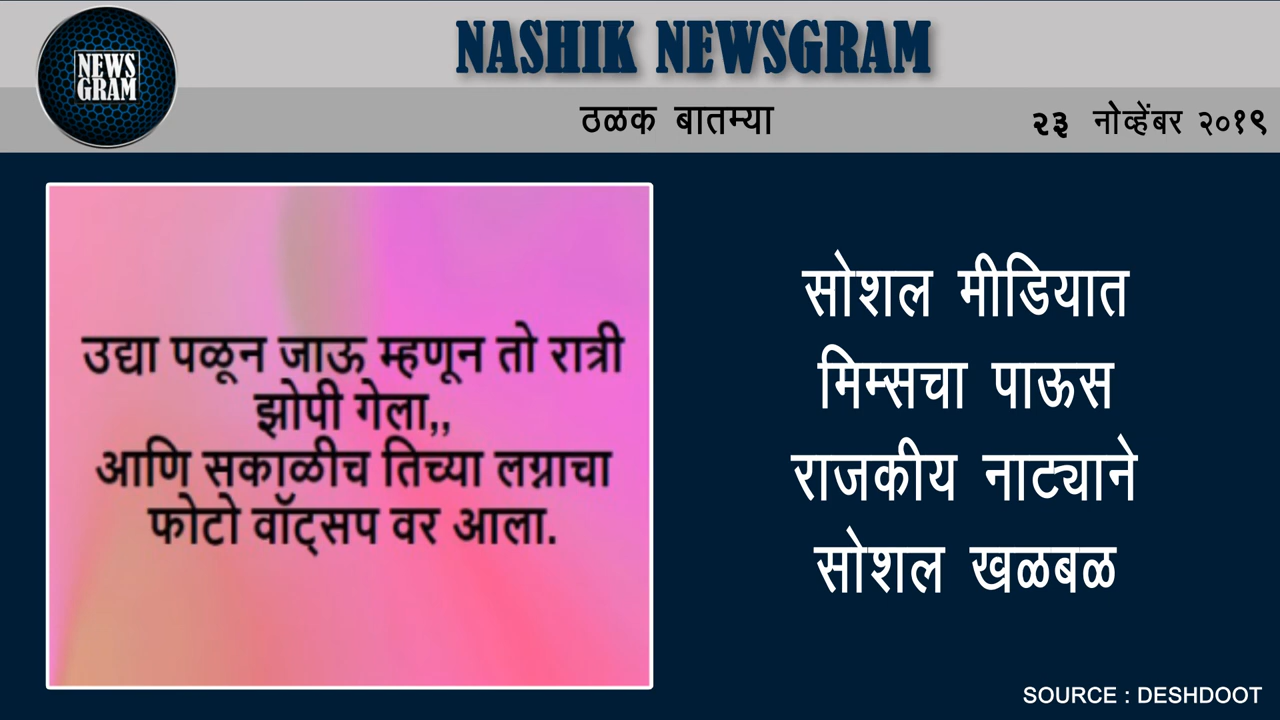 NEWS
GRAM
NASHIK NEWSGRAM
ठळक बातम्या
२३ नोव्हेंबर २०१९
उद्या पळून जाऊ म्हणून तो रात्री
झोपी गेला,,
आणि सकाळीच तिच्या लग्नाचा
फोटो वॉट्सप वर आला.
सोशल मीडियात
मिम्सचा पाऊस
राजकीय नाट्याने
सोशल खळबळ
SOURCE : DESHDOOT